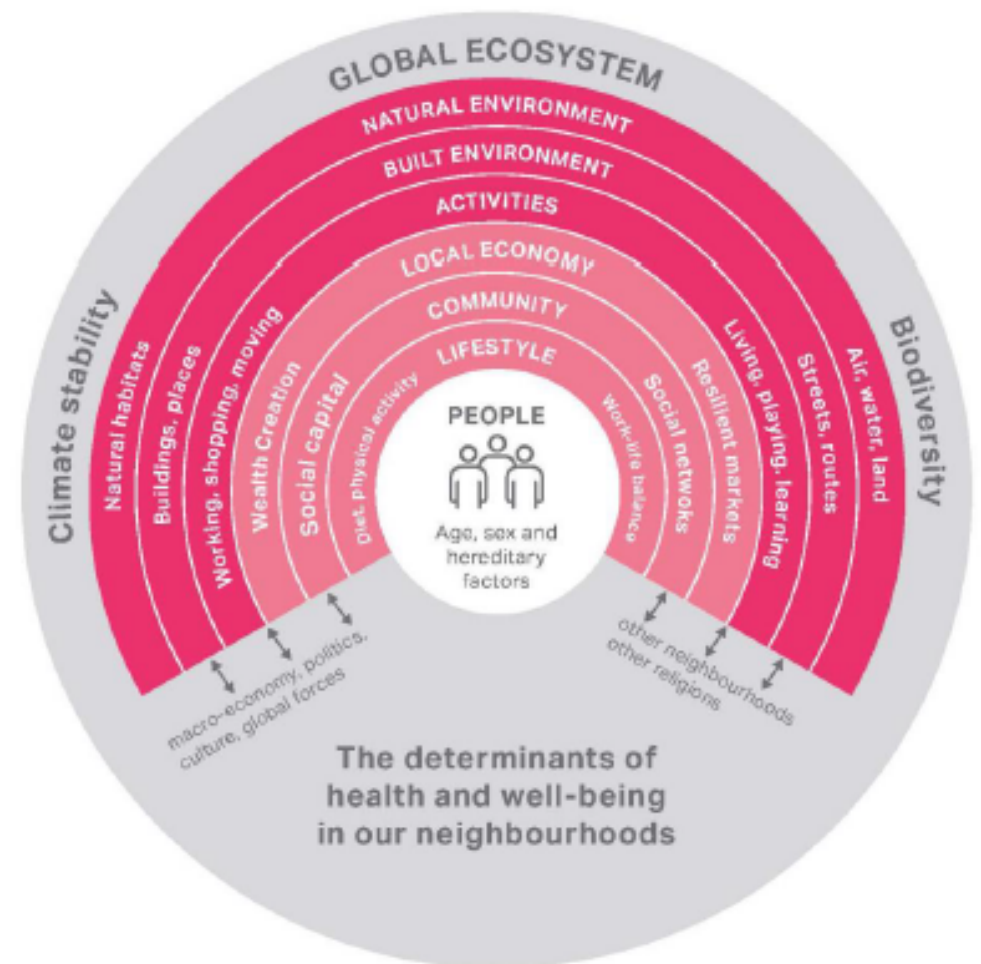 GLOBAL ECOSYSTEM
NATURAL ENVIRONMENT
BUILT ENVIRONMENT
ACTIVITIES
LOCAL ECONOMY
COMMUNITY
LIFESTYLE
Climate stability
Natural habitats
Buildings, places
Working, shopping, moving
Wealth Creation
Social capital
Diet, physical activity
PEOPLE
Age, sex and
hereditary
factors
Work-life balance
Social netwoks
Resilient markets
Living, playing, learning
Streets, routes
Air, water, land
Biodiversity
macro-economy, politics,
culture, global forces
other neighbourhoods
other religions
The determinants of
health and well-being
in our neighbourhoods